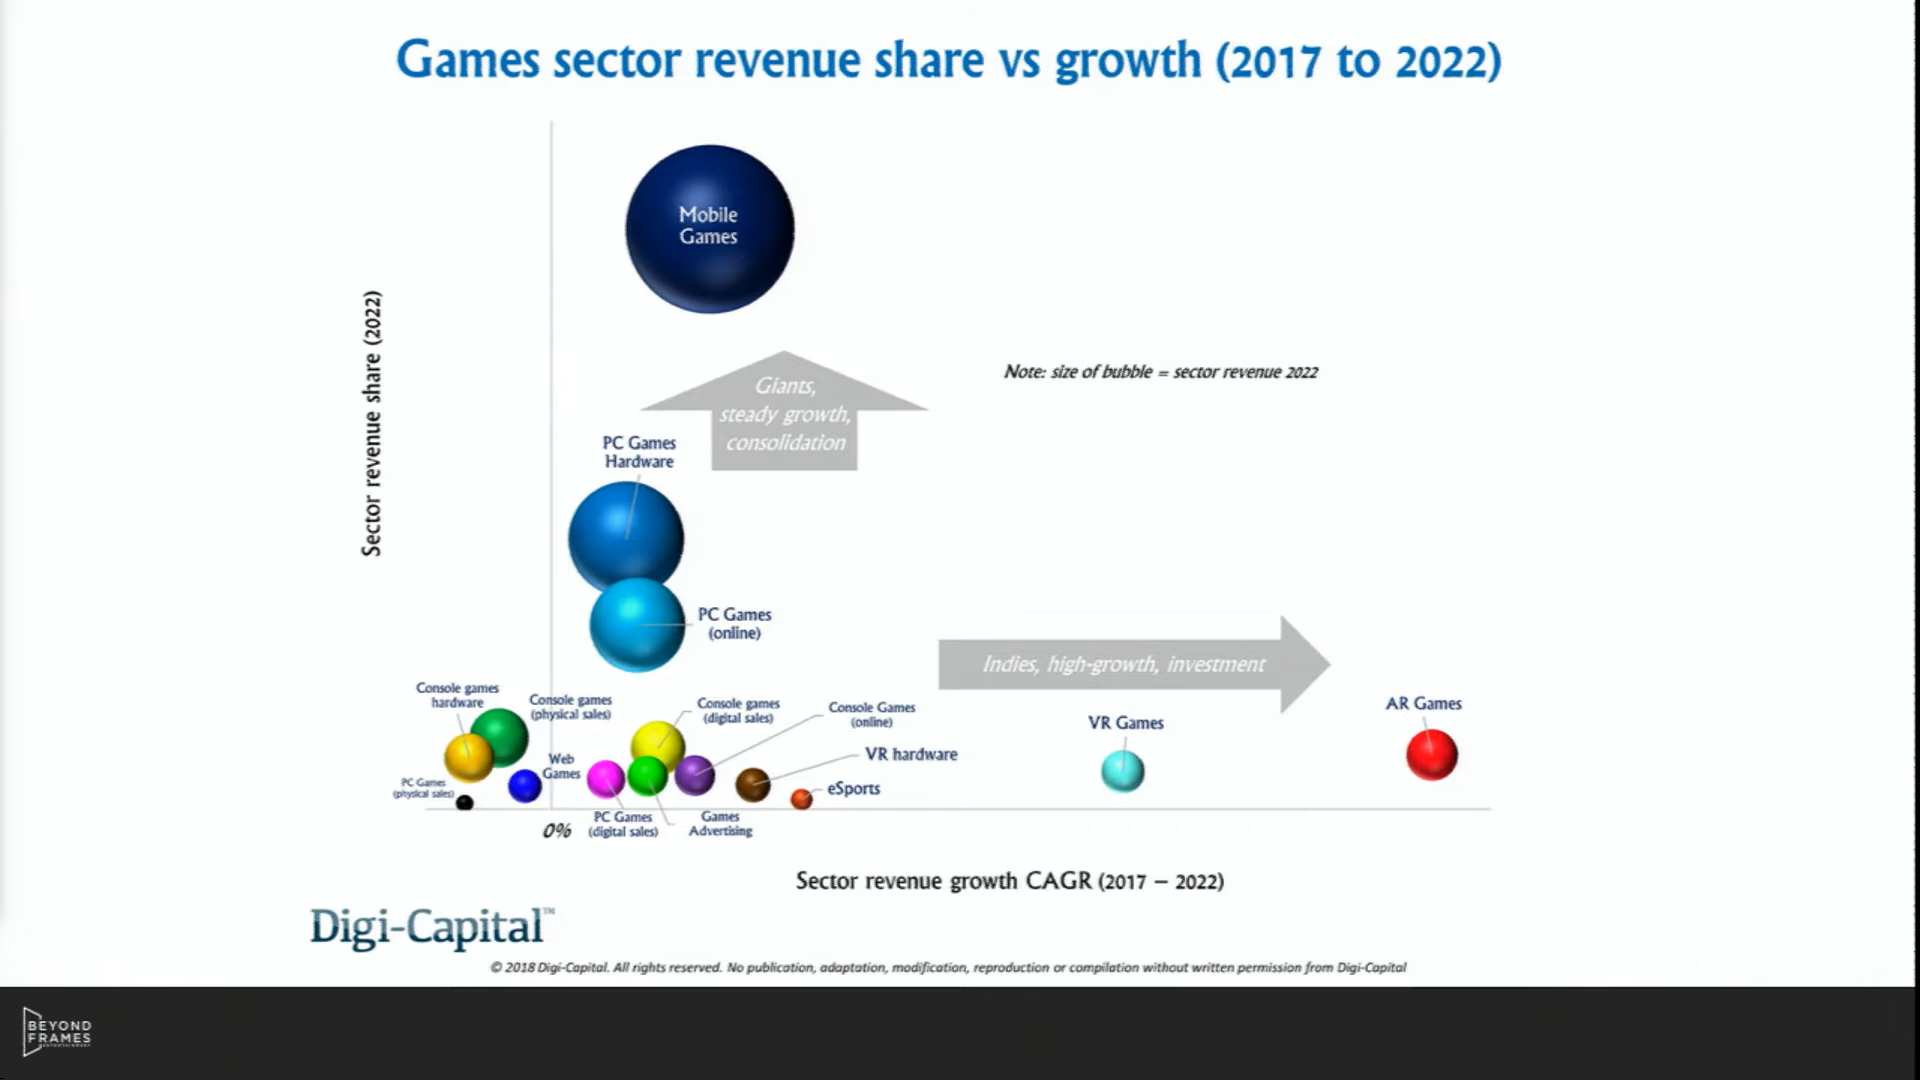 Games sector revenue share vs growth (2017 to 2022)
Sector revenue share (2022)
Mobile
Games
Note: size of bubble = sector revenue 2022
Giants,
steady growth,
consolidation
PC Games
Hardware
PC Games
(online)
Indies, high-growth, investment
Console games
hardware
Console games
(physical sales)
Console games
(digital sales)
Console Games
(online)
VR Games
AR Games
PC Games
(physical sales)
Web
Games
VR hardware
eSports
0%
PC Games
(digital sales)
Games
Advertising
Sector revenue growth CAGR (2017 – 2022)
Digi-Capital™
© 2018 Digi-Capital. All rights reserved. No publication, adaptation, modification, reproduction or compilation without written permission from Digi-Capital
BEYOND
FRAMES
ENTERTAINMENT